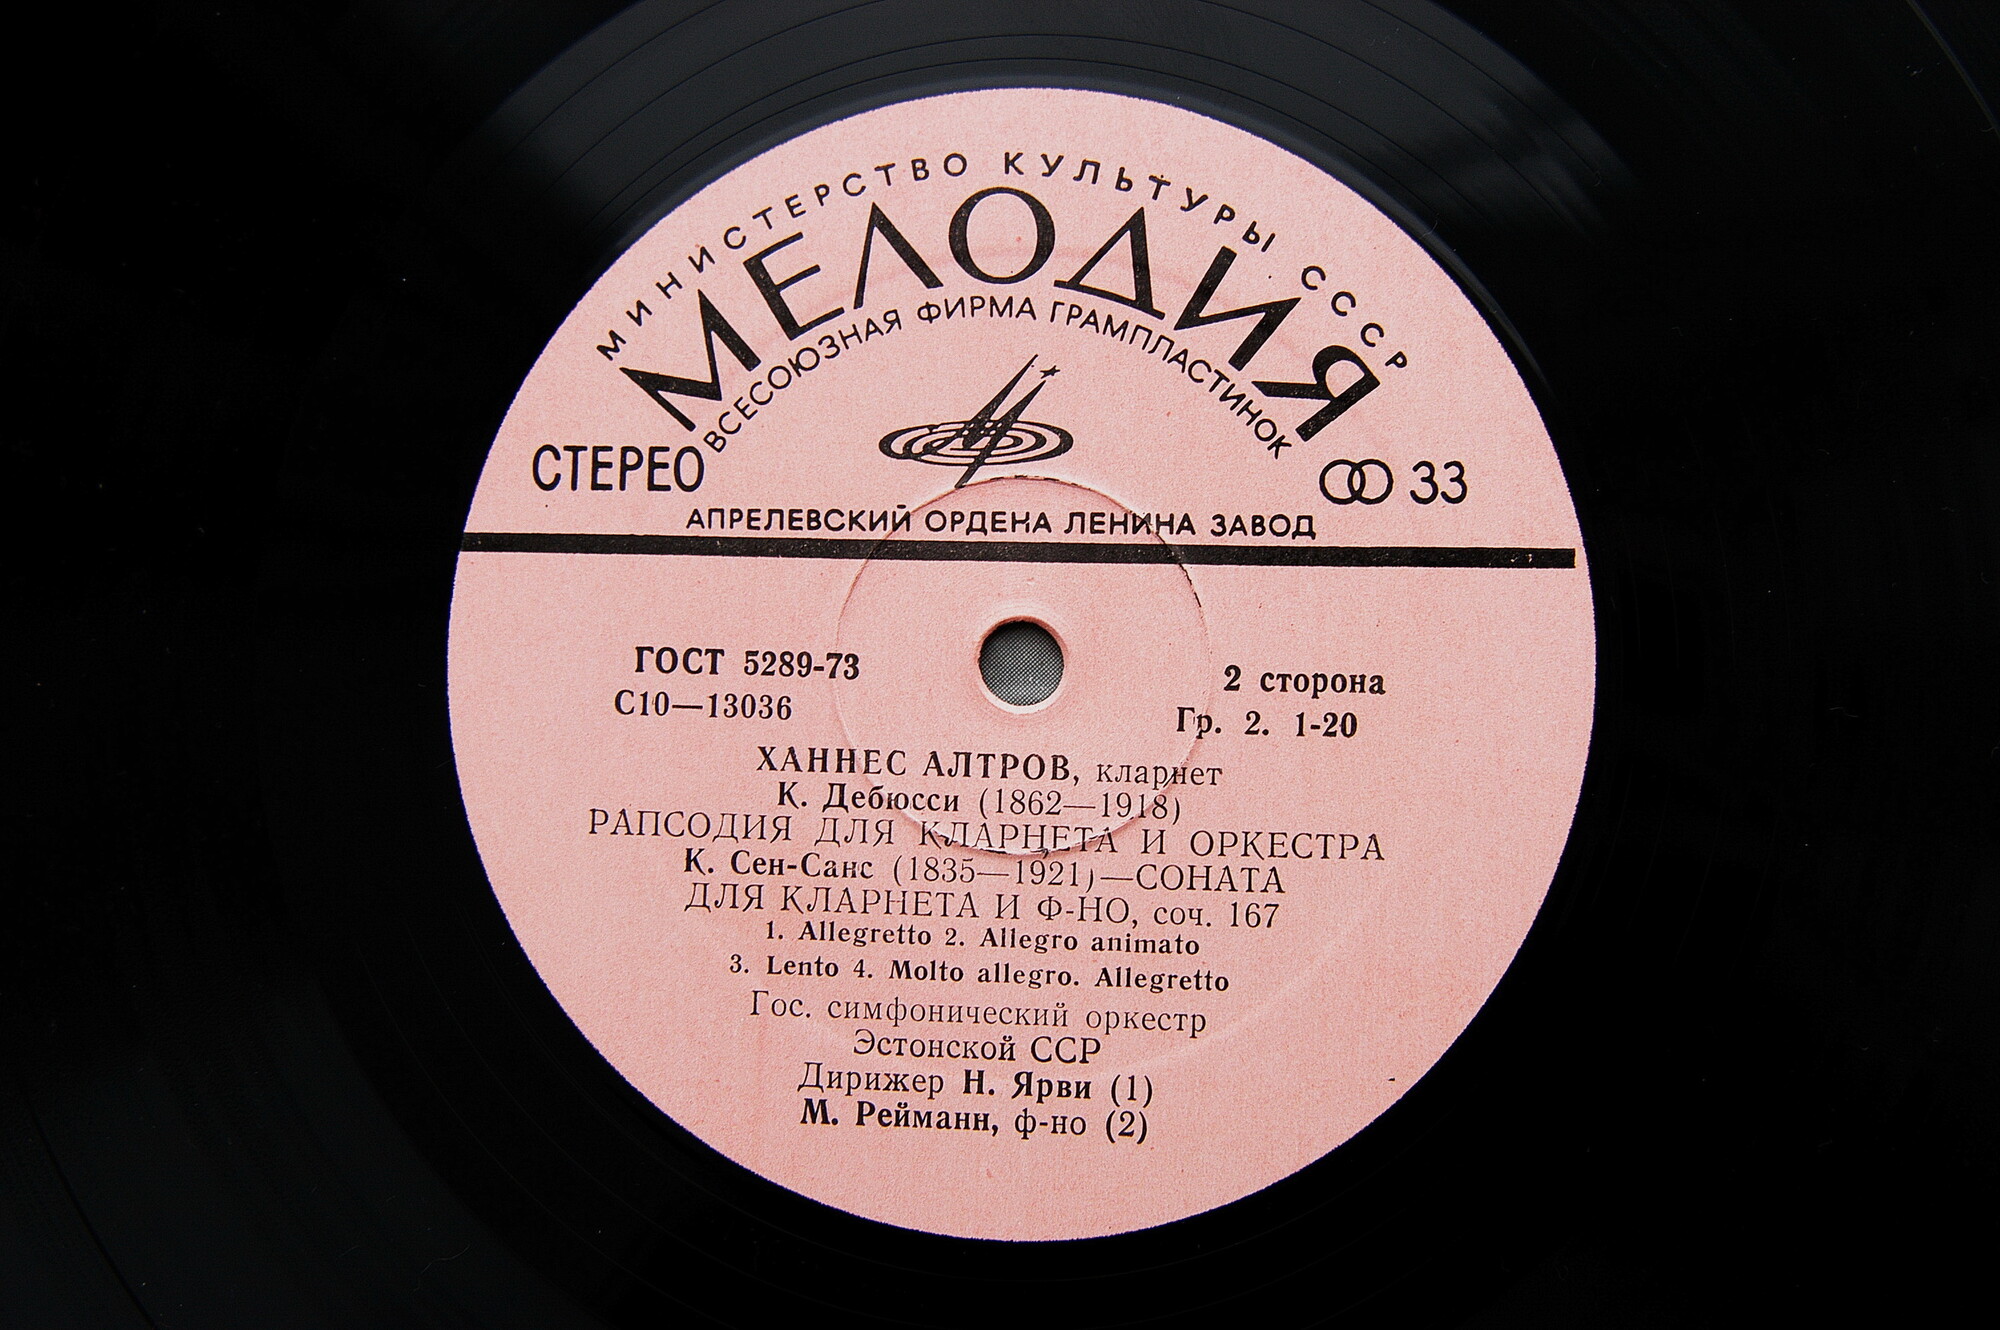 МИНИСТЕРСТВО КУЛЬТУРЫ СССР
МЕЛОДИЯ
ВСЕСОЮЗНАЯ ФИРМА ГРАМПЛАСТИНОК
СТЕРЕО
33
АПРЕЛЕВСКИЙ ОРДЕНА ЛЕНИНА ЗАВОД
ГОСТ 5289-73
С10—13036
2 сторона
Гр. 2. 1-20
ХАННЕС АЛТРОВ, кларнет
К. Дебюсси (1862—1918)
РАПСОДИЯ ДЛЯ КЛАРНЕТА И ОРКЕСТРА
К. Сен-Санс (1835—1921)—СОНАТА
ДЛЯ КЛАРНЕТА И Ф-НО, соч. 167
1. Allegretto 2. Allegro animato
3. Lento 4. Molto allegro. Allegretto
Гос. симфонический оркестр
Эстонской ССР
Дирижер Н. Ярви (1)
М. Рейманн, ф-но (2)